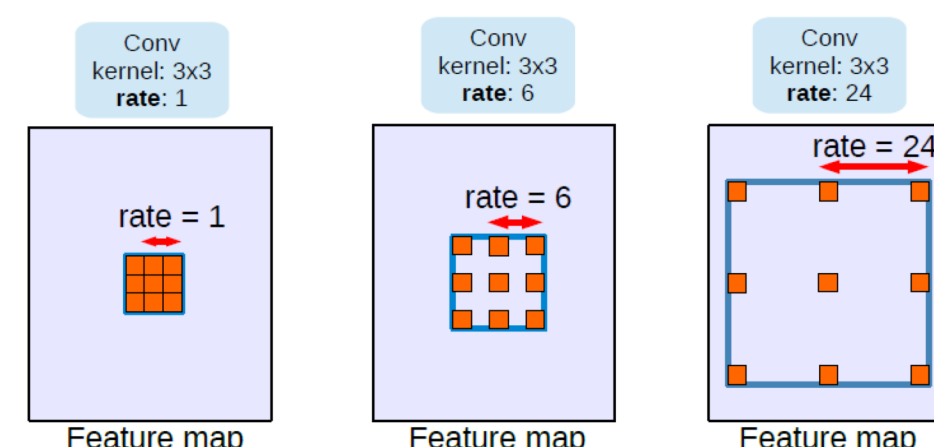 Conv
kernel: 3x3
rate: 1
Conv
kernel: 3x3
rate: 6
Conv
kernel: 3x3
rate: 24
rate = 1
rate = 6
rate = 24
Feature map
Feature map
Feature map